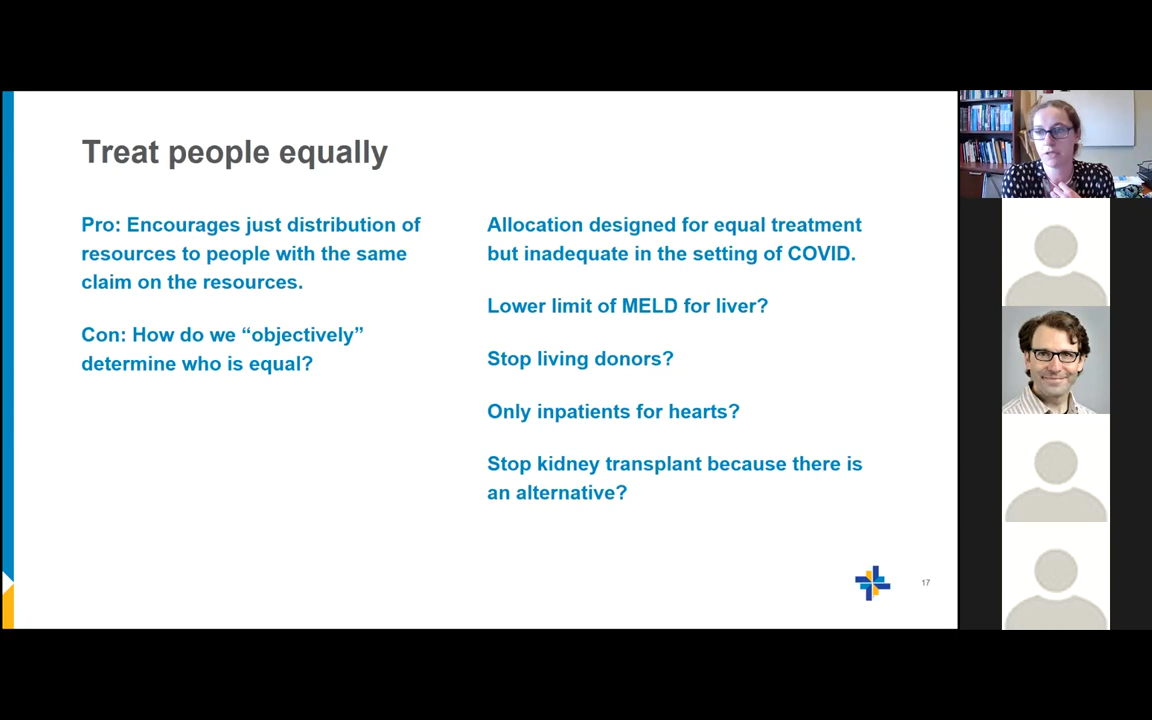 Treat people equally
Pro: Encourages just distribution of
resources to people with the same
claim on the resources.
Con: How do we “objectively”
determine who is equal?
Allocation designed for equal treatment
but inadequate in the setting of COVID.
Lower limit of MELD for liver?
Stop living donors?
Only inpatients for hearts?
Stop kidney transplant because there is
an alternative?
17